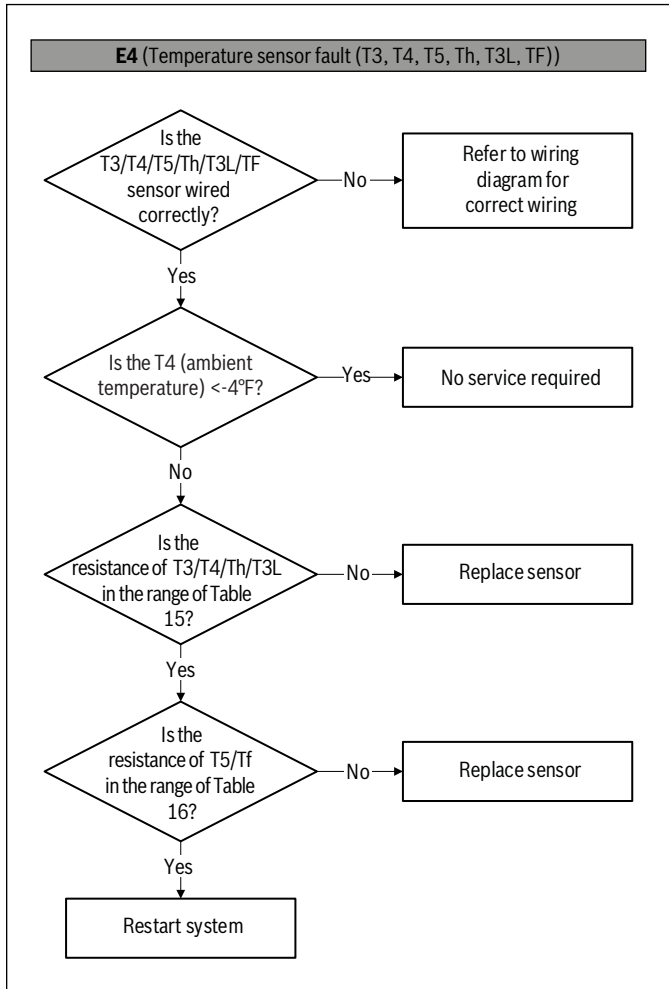 E4 (Temperature sensor fault (T3, T4, T5, Th, T3L, TF))
Is the
T3/T4/T5/Th/T3L/TF
sensor wired
correctly?
No
Refer to wiring
diagram for
correct wiring
Yes
Is the T4 (ambient
temperature) <-4°F?
Yes
No service required
No
Is the
resistance of T3/T4/Th/T3L
in the range of Table
15?
No
Replace sensor
Yes
Is the
resistance of T5/Tf
in the range of Table
16?
No
Replace sensor
Yes
Restart system